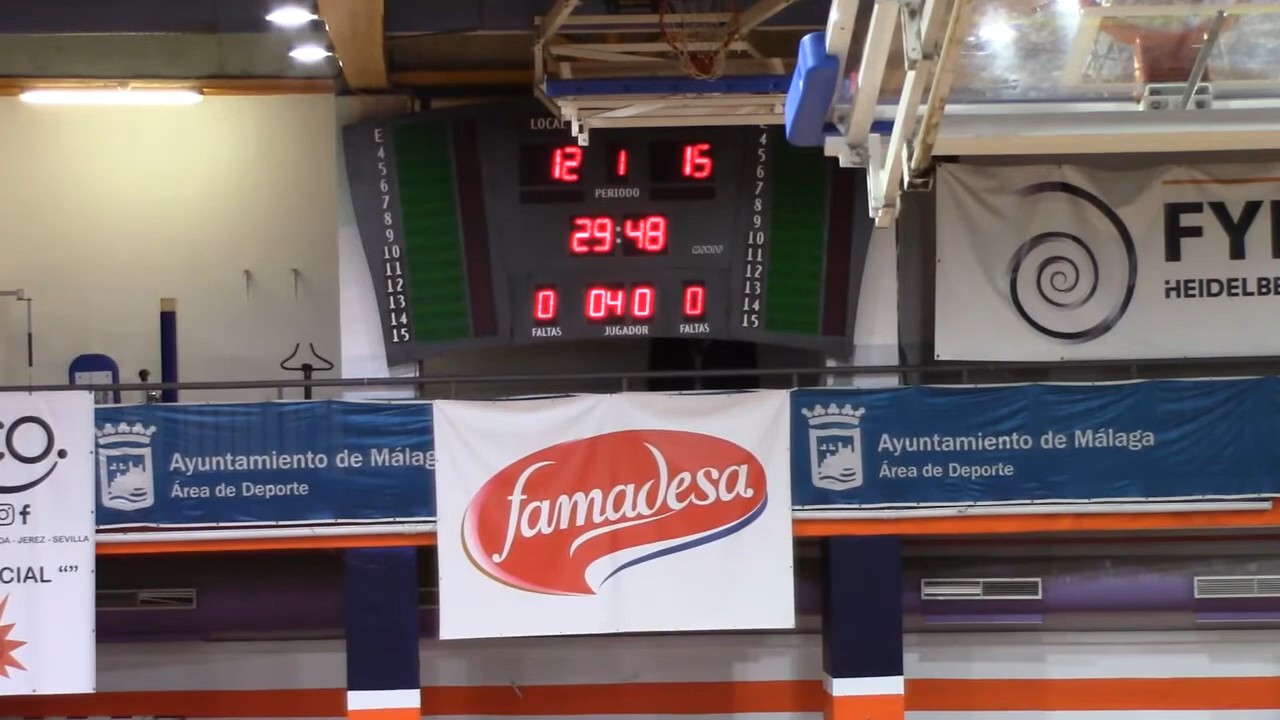 LOCAL
E
4
5
6
7
8
9
10
11
12
13
14
15
12 1 15
PERIODO
29:48
0 04 0 0
FALTAS JUGADOR FALTAS
4
5
6
7
8
9
10
11
12
13
14
15
FY
HEIDELBE
co.
- JEREZ - SEVILLA
CIAL “”
Ayuntamiento de Málag
Área de Deporte
famadesa
Ayuntamiento de Málaga
Área de Deporte